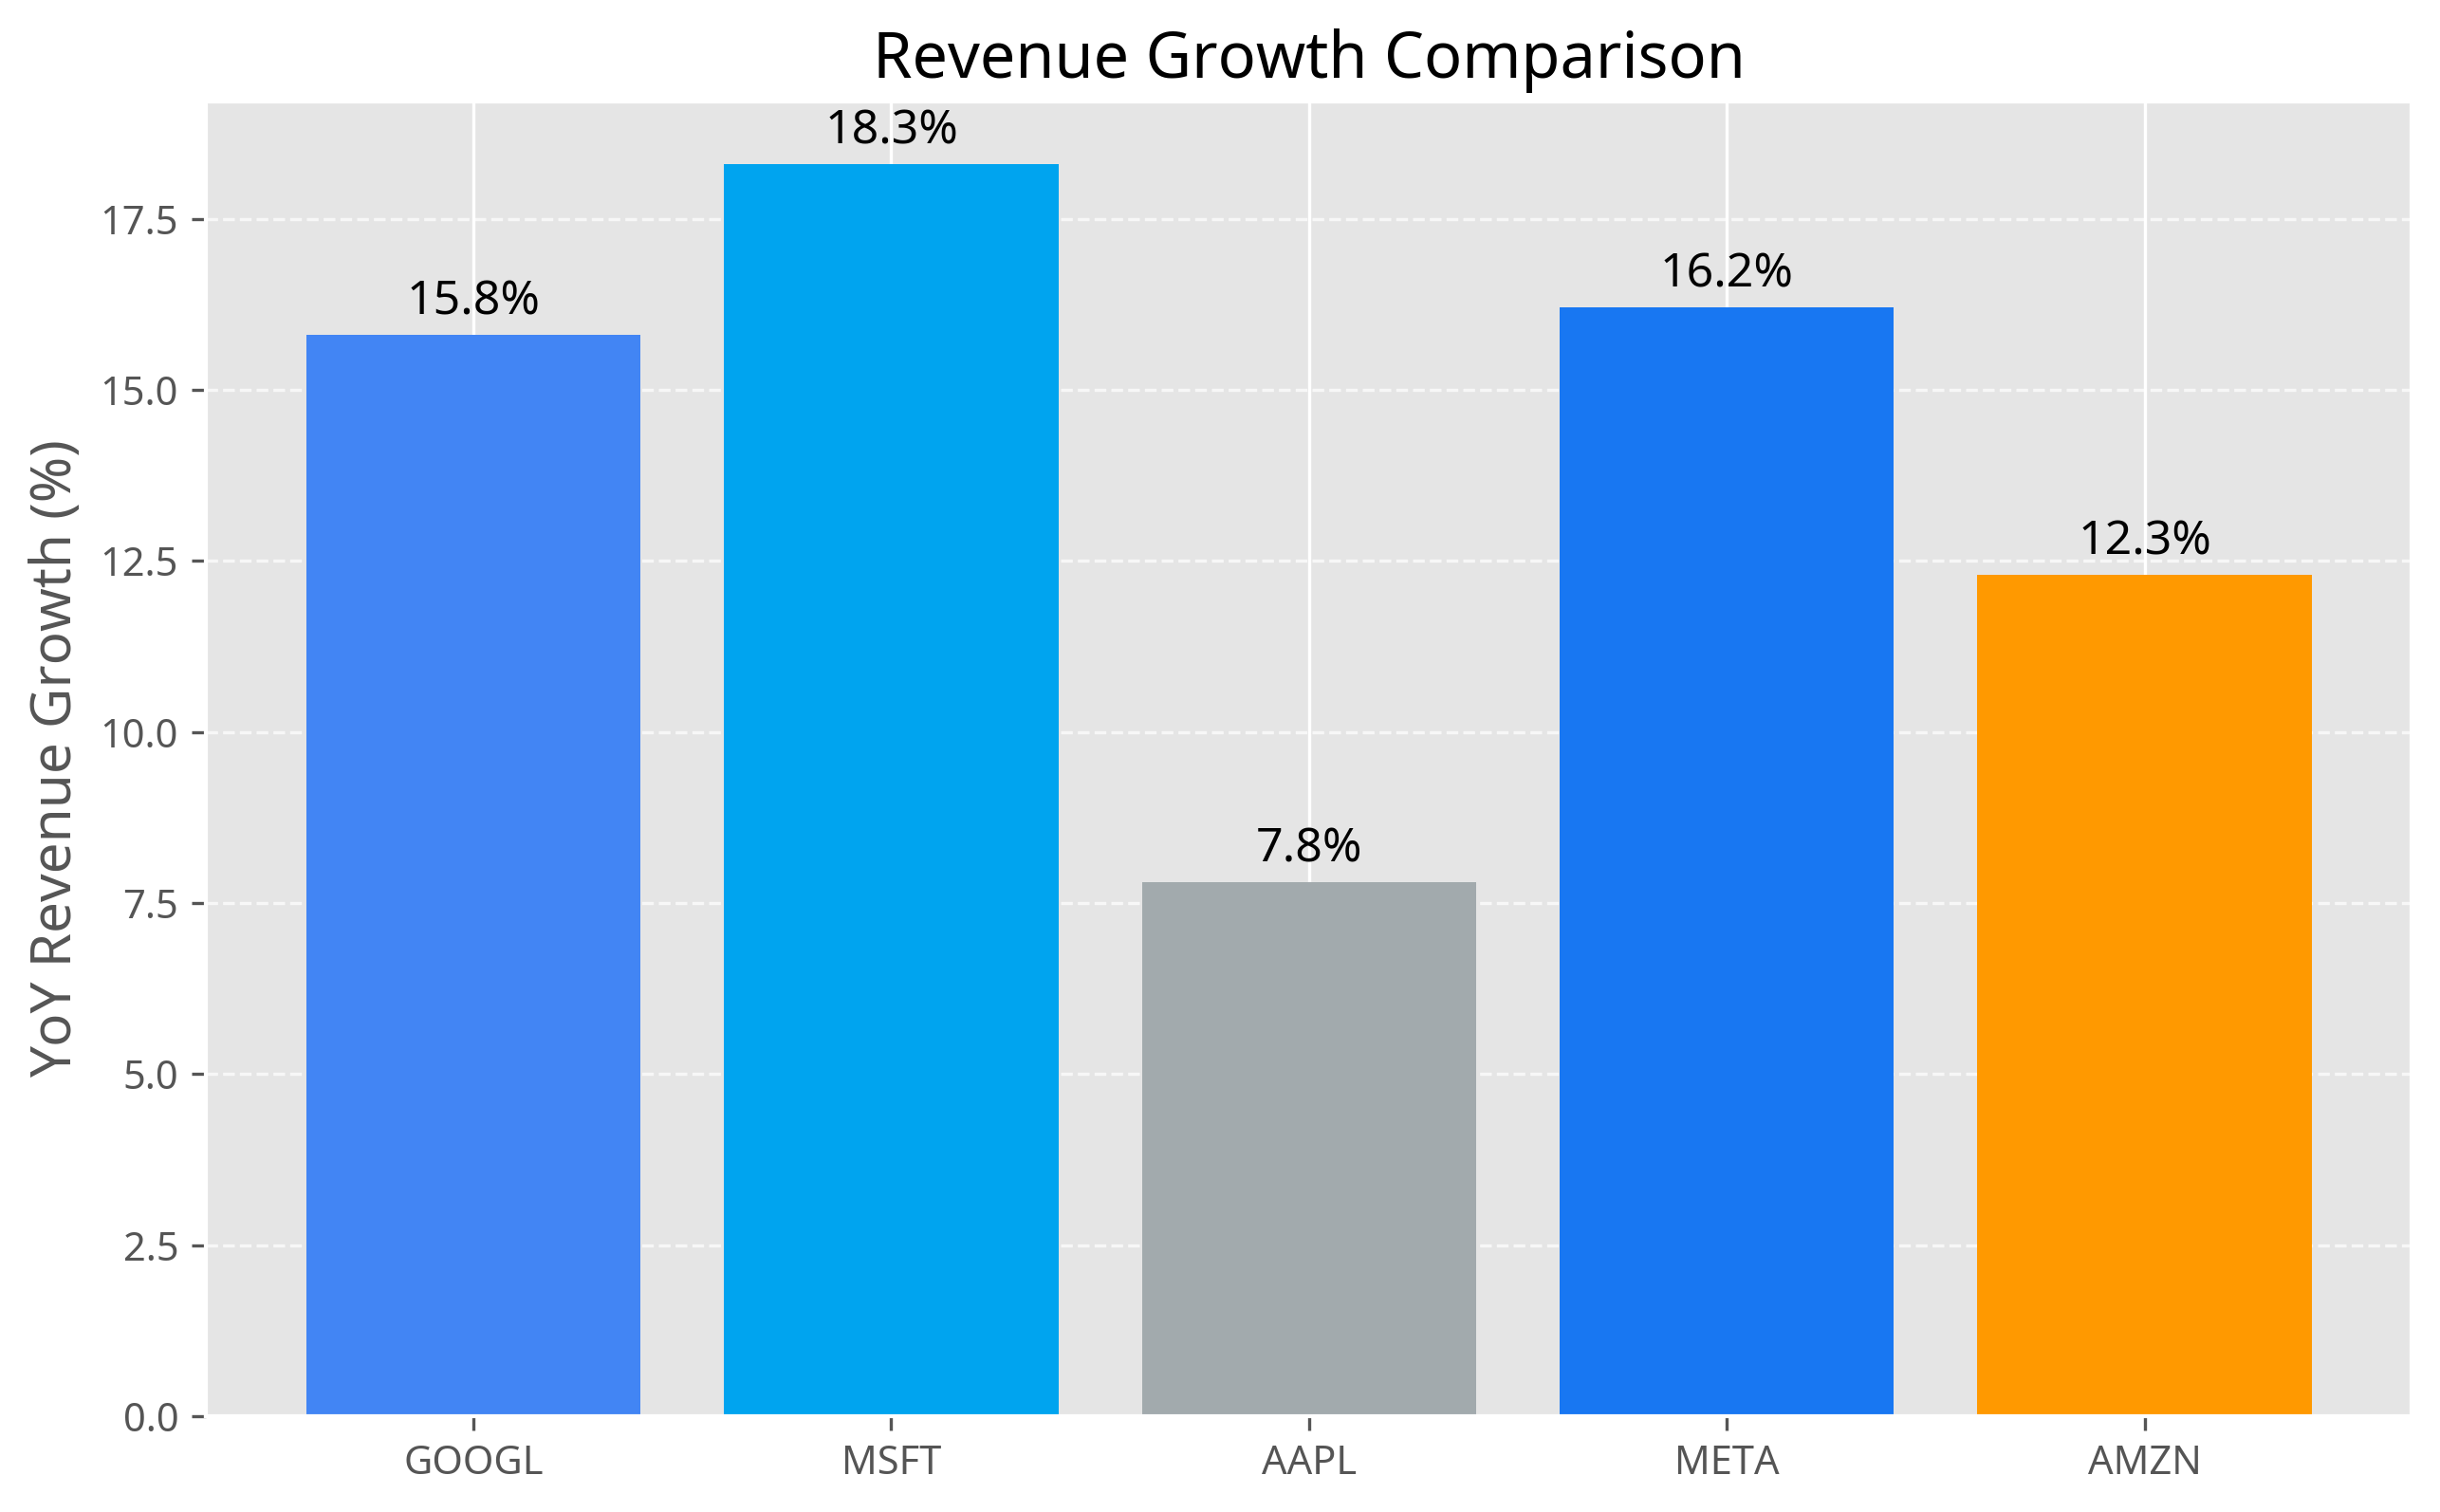 Revenue Growth Comparison
YoY Revenue Growth (%)
17.5
15.0
12.5
10.0
7.5
5.0
2.5
0.0
15.8%
18.3%
7.8%
16.2%
12.3%
GOOGL
MSFT
AAPL
META
AMZN